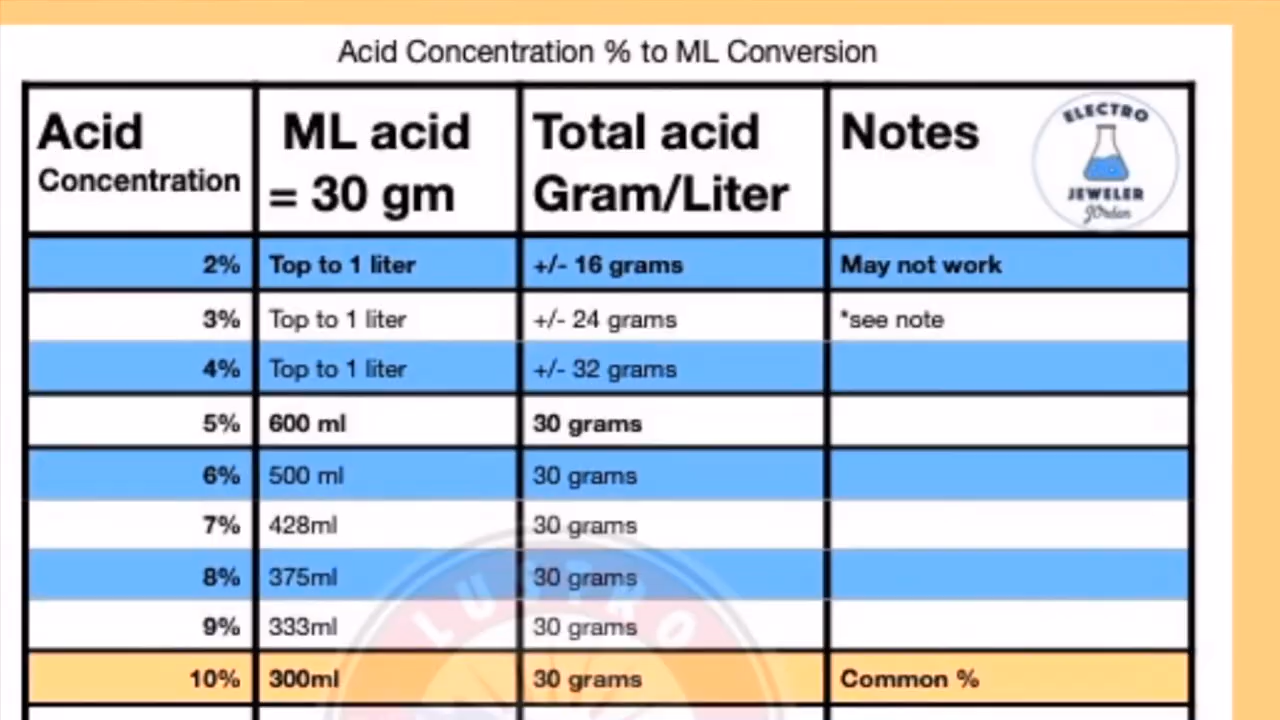 Acid Concentration % to ML Conversion
Acid Concentration
ML acid = 30 gm
Total acid Gram/Liter
Notes
ELECTRO
JEWELER
Jordan
2% Top to 1 liter +/- 16 grams May not work
3% Top to 1 liter +/- 24 grams *see note
4% Top to 1 liter +/- 32 grams
5% 600 ml 30 grams
6% 500 ml 30 grams
7% 428ml 30 grams
8% 375ml 30 grams
9% 333ml 30 grams
10% 300ml 30 grams Common %
LUSTRO